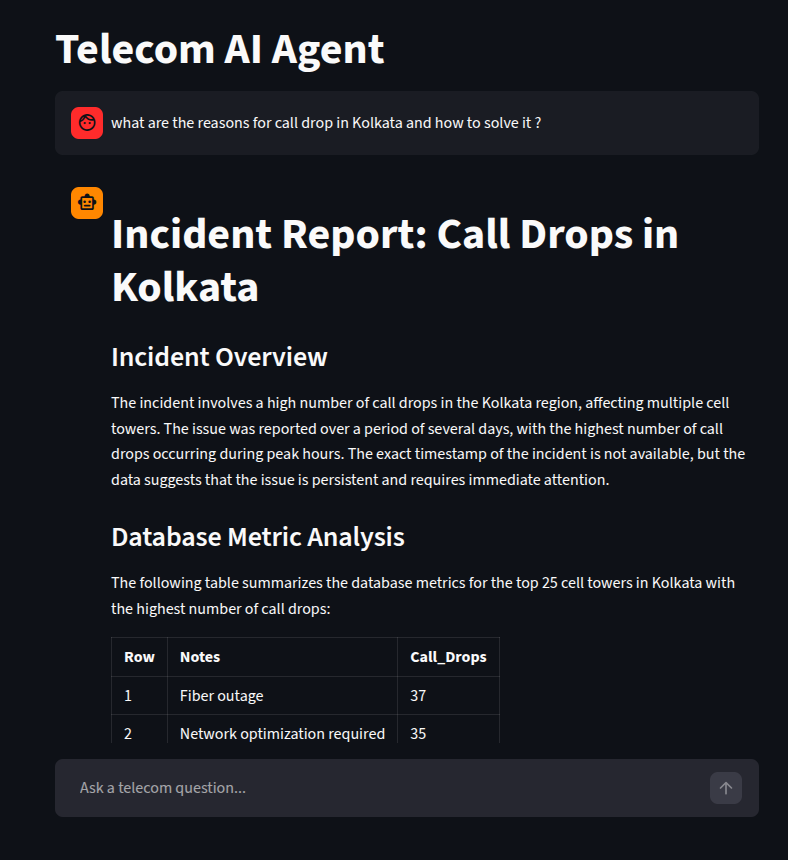 Telecom AI Agent
what are the reasons for call drop in Kolkata and how to solve it ?
Incident Report: Call Drops in
Kolkata
Incident Overview
The incident involves a high number of call drops in the Kolkata region, affecting multiple cell
towers. The issue was reported over a period of several days, with the highest number of call
drops occurring during peak hours. The exact timestamp of the incident is not available, but the
data suggests that the issue is persistent and requires immediate attention.
Database Metric Analysis
The following table summarizes the database metrics for the top 25 cell towers in Kolkata with
the highest number of call drops:
Row Notes Call_Drops
1 Fiber outage 37
2 Network optimization required 35
Ask a telecom question...